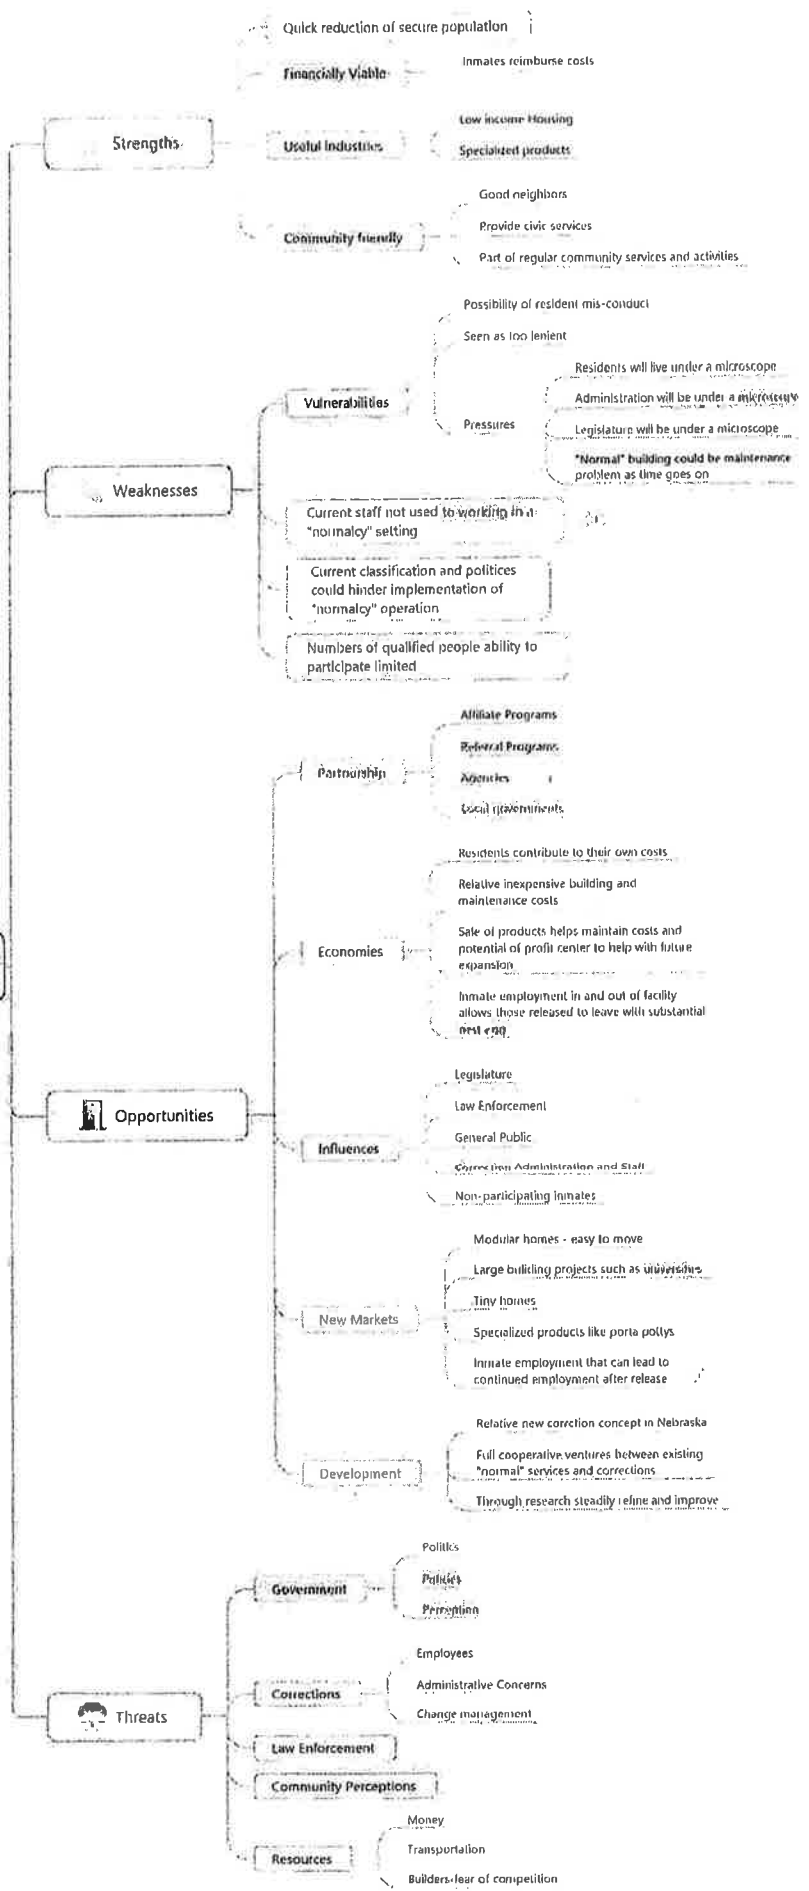 Quick reduction of secure population
Financially Viable
Inmates reimburse costs
Strengths
Useful Industries
Low income Housing
Specialized products
Community friendly
Good neighbors
Provide civic services
Part of regular community services and activities
Weaknesses
Vulnerabilities
Possibility of resident mis-conduct
Seen as too lenient
Pressures
Residents will live under a microscope
Administration will be under a microscope
Legislature will be under a microscope
"Normal" building could be maintenance
problem as time goes on
Current staff not used to working in a
"normalcy" setting
Current classification and politices
could hinder implementation of
"normalcy" operation
Numbers of qualified people ability to
participate limited
Opportunities
Partnership
Affiliate Programs
Referral Programs
Agencies
Local governments
Economies
Residents contribute to their own costs
Relative inexpensive building and
maintenance costs
Sale of products helps maintain costs and
potential of profit center to help with future
expansion
Inmate employment in and out of facility
allows those released to leave with substantial
nest egg
Influences
Legislature
Law Enforcement
General Public
Correction Administration and Staff
Non-participating inmates
New Markets
Modular homes - easy to move
Large building projects such as universities
Tiny homes
Specialized products like porta pottys
Inmate employment that can lead to
continued employment after release
Development
Relative new corrction concept in Nebraska
Full cooperative ventures between existing
"normal" services and corrections
Through research steadily refine and improve
Threats
Government
Politics
Policies
Perception
Corrections
Employees
Administrative Concerns
Change management
Law Enforcement
Community Perceptions
Resources
Money
Transportation
Builders fear of competition